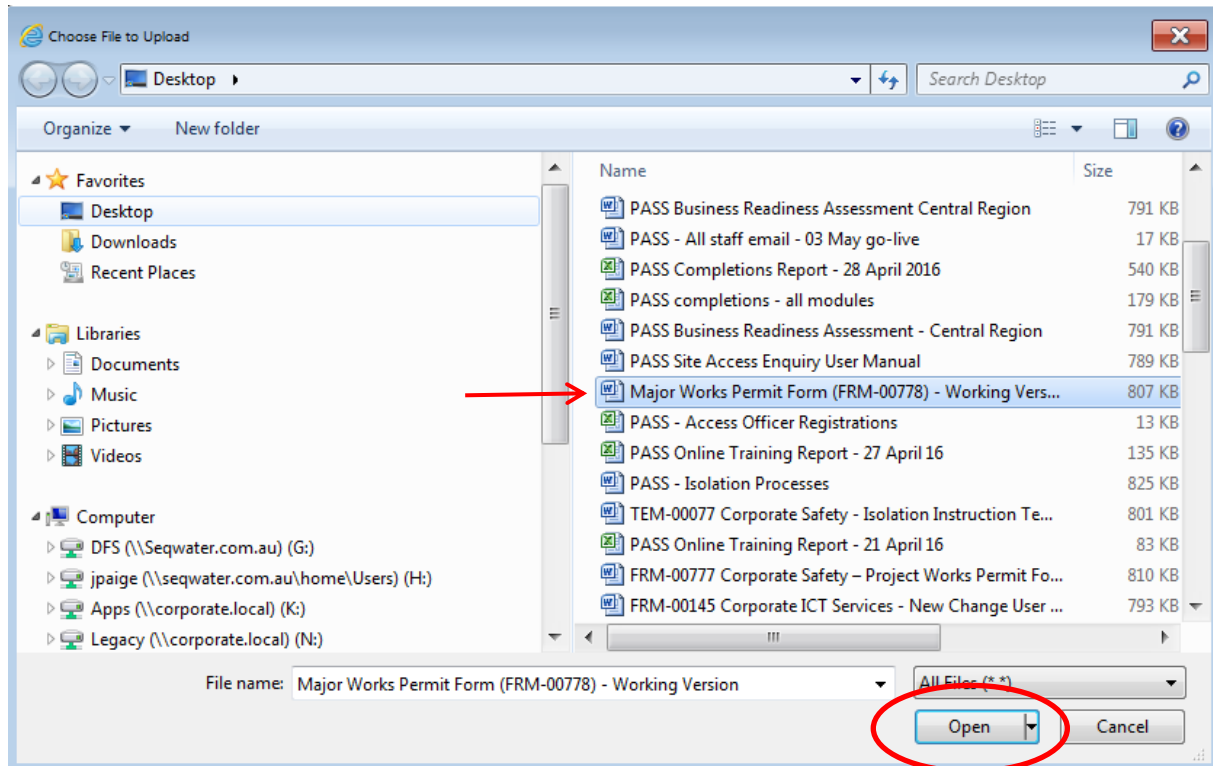 Choose File to Upload
Desktop
Search Desktop
Organize
New folder
Favorites
Desktop
Downloads
Recent Places
Libraries
Documents
Music
Pictures
Videos
Computer
DFS (\\Seqwater.com.au) (G:)
jpaige (\\seqwater.com.au\home\Users) (H:)
Apps (\\corporate.local) (K:)
Legacy (\\corporate.local) (N:)
Name Size
PASS Business Readiness Assessment Central Region 791 KB
PASS - All staff email - 03 May go-live 17 KB
PASS Completions Report - 28 April 2016 540 KB
PASS completions - all modules 179 KB
PASS Business Readiness Assessment - Central Region 791 KB
PASS Site Access Enquiry User Manual 789 KB
Major Works Permit Form (FRM-00778) - Working Vers... 807 KB
PASS - Access Officer Registrations 13 KB
PASS Online Training Report - 27 April 16 135 KB
PASS - Isolation Processes 825 KB
TEM-00077 Corporate Safety - Isolation Instruction Te... 801 KB
PASS Online Training Report - 21 April 16 83 KB
FRM-00777 Corporate Safety – Project Works Permit Fo... 810 KB
FRM-00145 Corporate ICT Services - New Change User ... 793 KB
File name: Major Works Permit Form (FRM-00778) - Working Version
All Files (*.*)
Open
Cancel